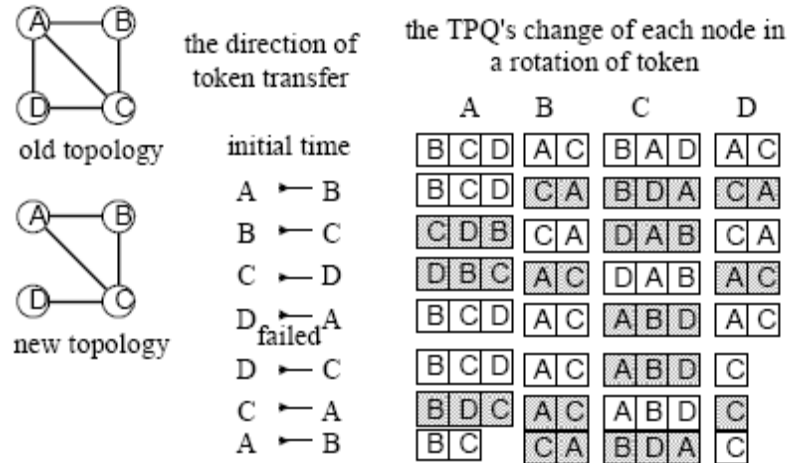 A B
D C
old topology
A B
D C
new topology
the direction of
token transfer
initial time
A B
B C
C D
D A
failed
D C
C A
A B
the TPQ's change of each node in
a rotation of token
A B C D
B C D A C B A D A C
B C D C A B D A C A
C D B C A D A B C A
D B C A C D A B A C
B C D A C A B D A C
B C D A C A B D C
B D C A C A B D C
B C C A B D A C